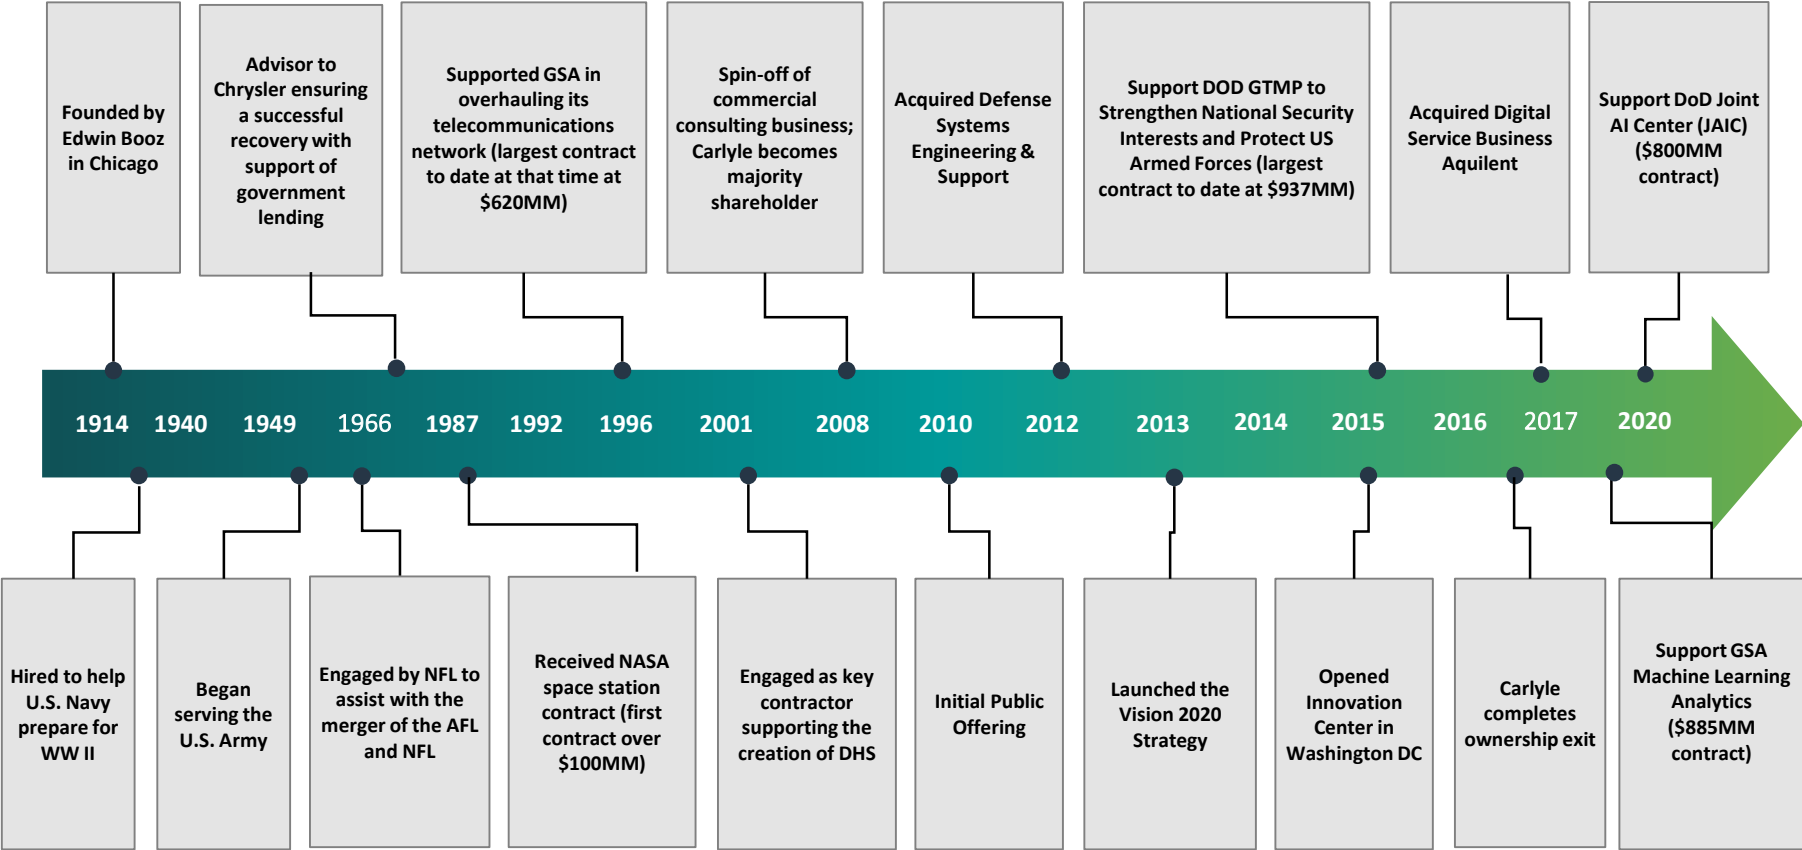 Founded by
Edwin Booz
in Chicago
Advisor to
Chrysler ensuring
a successful
recovery with
support of
government
lending
Supported GSA in
overhauling its
telecommunications
network (largest contract
to date at that time at
$620MM)
Spin-off of
commercial
consulting business;
Carlyle becomes
majority
shareholder
Acquired Defense
Systems
Engineering &
Support
Support DOD GTMP to
Strengthen National Security
Interests and Protect US
Armed Forces (largest
contract to date at $937MM)
Acquired Digital
Service Business
Aquilent
Support DoD Joint
AI Center (JAIC)
($800MM
contract)
1914 1940 1949 1966 1987 1992 1996 2001 2008 2010 2012 2013 2014 2015 2016 2017 2020
Hired to help
U.S. Navy
prepare for
WW II
Began
serving the
U.S. Army
Engaged by NFL to
assist with the
merger of the AFL
and NFL
Received NASA
space station
contract (first
contract over
$100MM)
Engaged as key
contractor
supporting the
creation of DHS
Initial Public
Offering
Launched the
Vision 2020
Strategy
Opened
Innovation
Center in
Washington DC
Carlyle
completes
ownership exit
Support GSA
Machine Learning
Analytics
($885MM
contract)